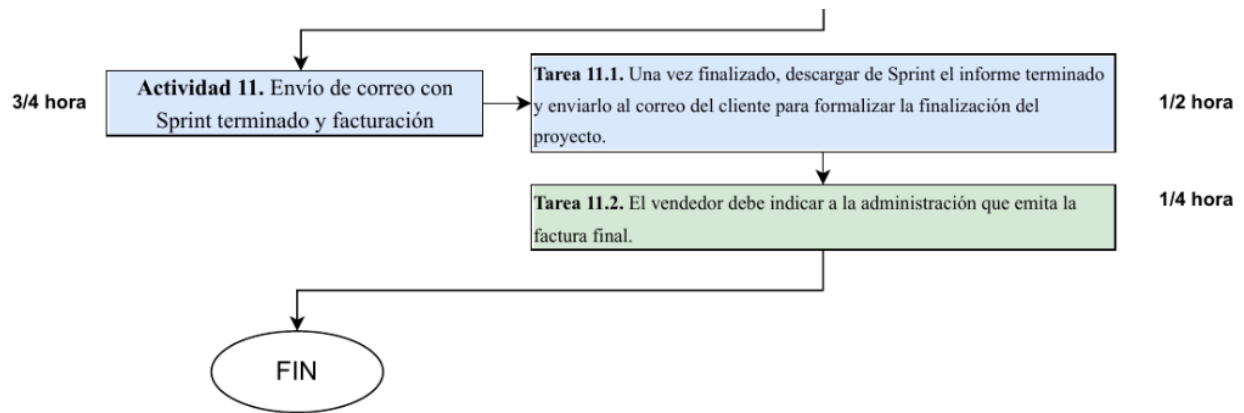 3/4 hora
Actividad 11. Envío de correo con
Sprint terminado y facturación
Tarea 11.1. Una vez finalizado, descargar de Sprint el informe terminado
y enviarlo al correo del cliente para formalizar la finalización del
proyecto.
1/2 hora
Tarea 11.2. El vendedor debe indicar a la administración que emita la
factura final.
1/4 hora
FIN